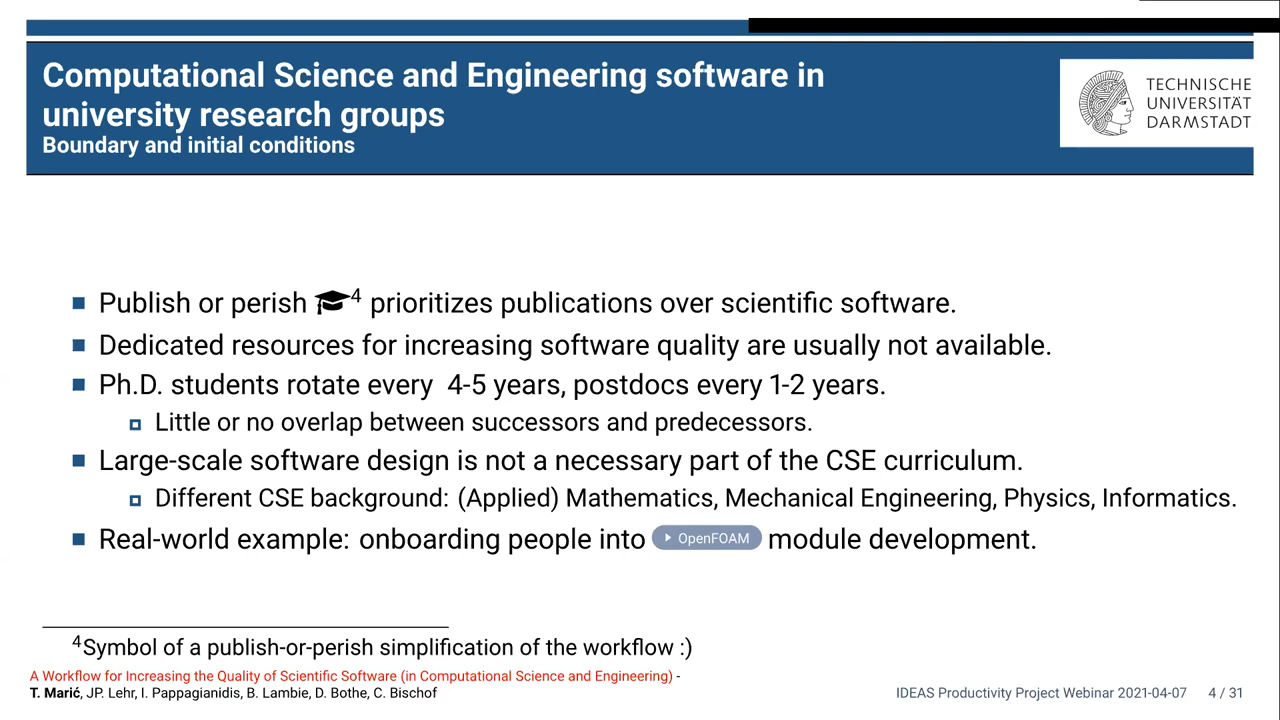 Computational Science and Engineering software in
university research groups
Boundary and initial conditions
TECHNISCHE
UNIVERSITÄT
DARMSTADT
Publish or perish 4 prioritizes publications over scientific software.
Dedicated resources for increasing software quality are usually not available.
Ph.D. students rotate every 4-5 years, postdocs every 1-2 years.
Little or no overlap between successors and predecessors.
Large-scale software design is not a necessary part of the CSE curriculum.
Different CSE background: (Applied) Mathematics, Mechanical Engineering, Physics, Informatics.
Real-world example: onboarding people into OpenFOAM module development.
4Symbol of a publish-or-perish simplification of the workflow :)
A Workflow for Increasing the Quality of Scientific Software (in Computational Science and Engineering) -
T. Marić, JP. Lehr, I. Pappagianidis, B. Lambie, D. Bothe, C. Bischof
IDEAS Productivity Project Webinar 2021-04-07 4 / 31